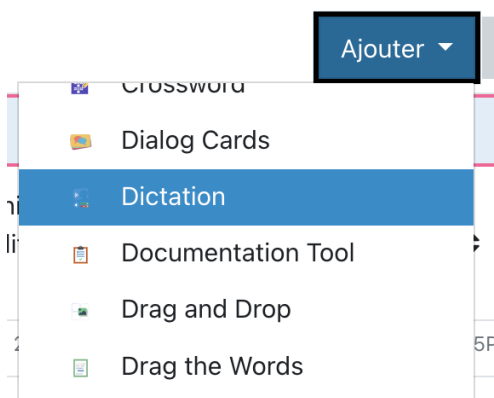 Ajouter
Crossword
Dialog Cards
Dictation
Documentation Tool
Drag and Drop
Drag the Words